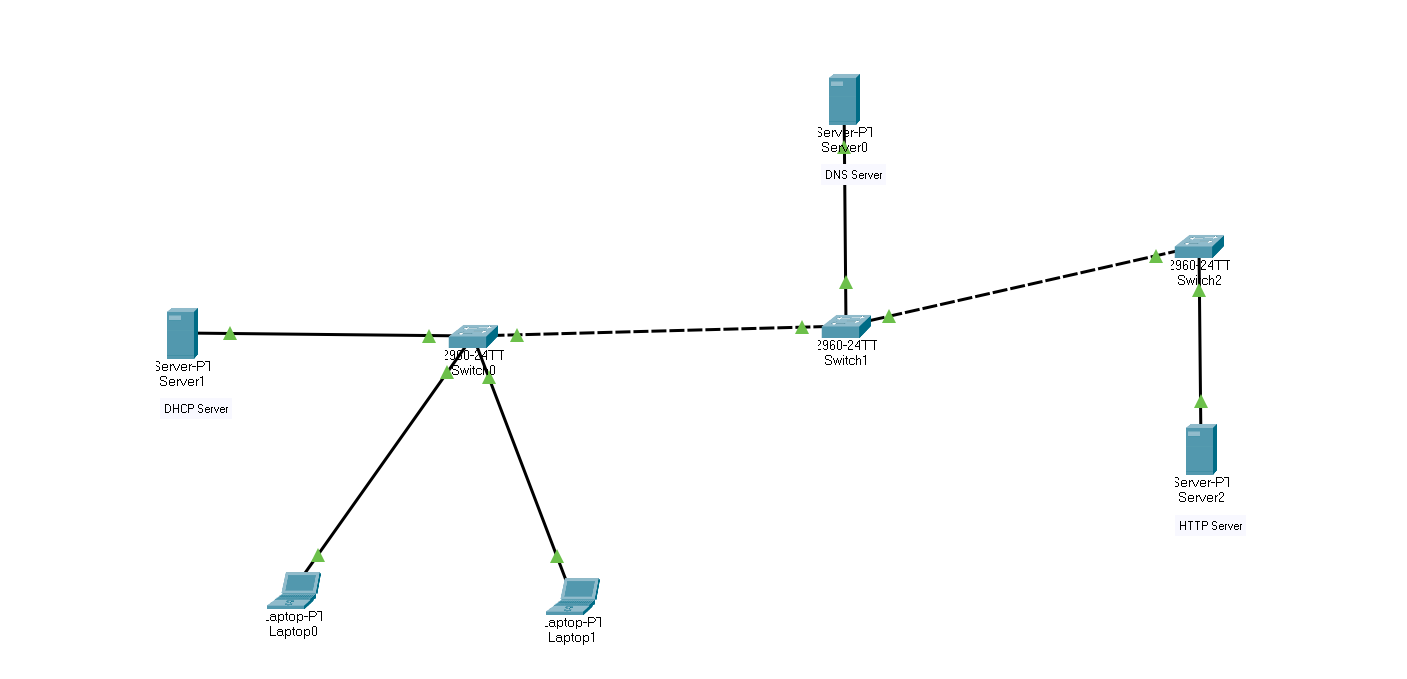 Server-PT
Server0
DNS Server
2960-24TT
Switch2
Server-PT
Server1
DHCP Server
2960-24TT
Switch0
2960-24TT
Switch1
Server-PT
Server2
HTTP Server
Laptop-PT
Laptop0
Laptop-PT
Laptop1